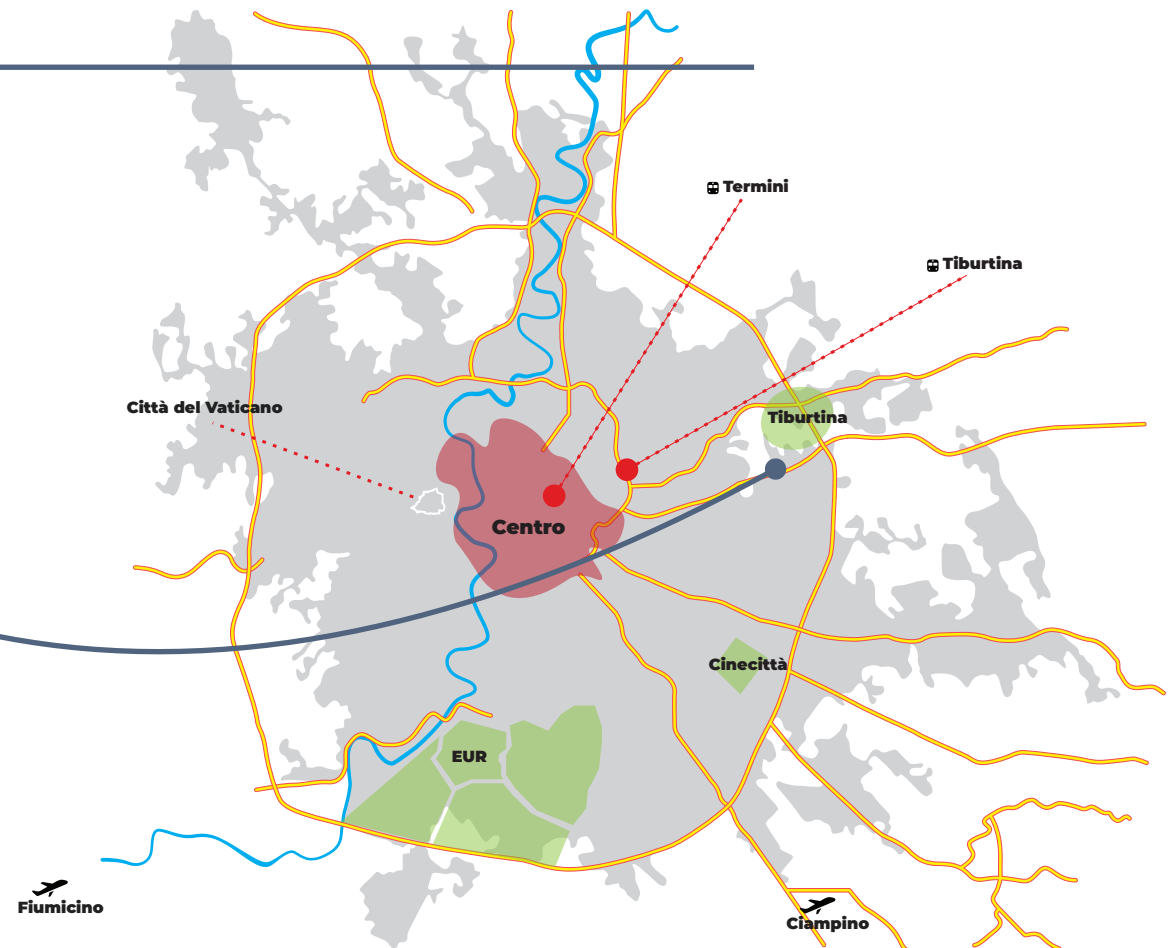 Termini
Tiburtina
Città del Vaticano
Tiburtina
Centro
Cinecittà
EUR
Fiumicino
Ciampino